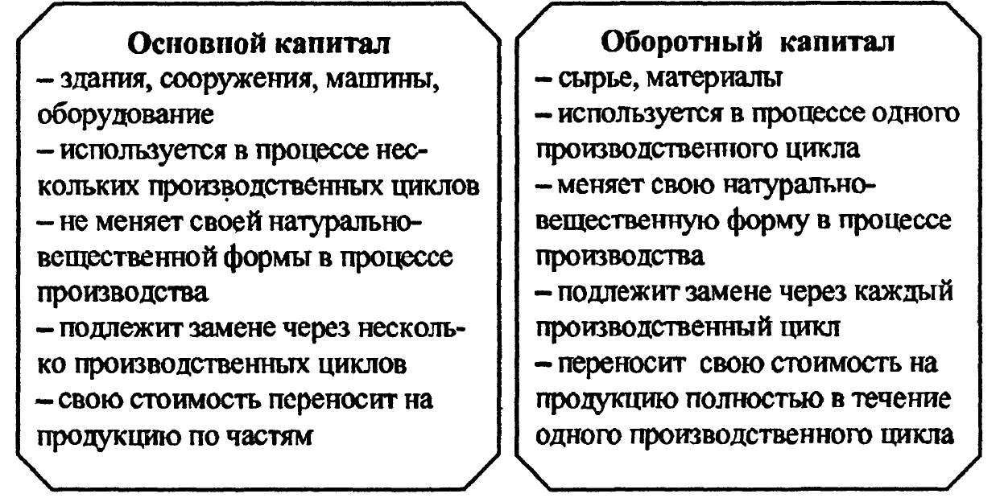 Основной капитал
– здания, сооружения, машины,
оборудование
– используется в процессе нес-
кольких производственных циклов
– не меняет своей натурально-
вещественной формы в процессе
производства
– подлежит замене через несколь-
ко производственных циклов
– свою стоимость переносит на
продукцию по частям
Оборотный капитал
– сырье, материалы
– используется в процессе одного
производственного цикла
– меняет свою натурально-
вещественную форму в процессе
производства
– подлежит замене через каждый
производственный цикл
– переносит свою стоимость на
продукцию полностью в течение
одного производственного цикла